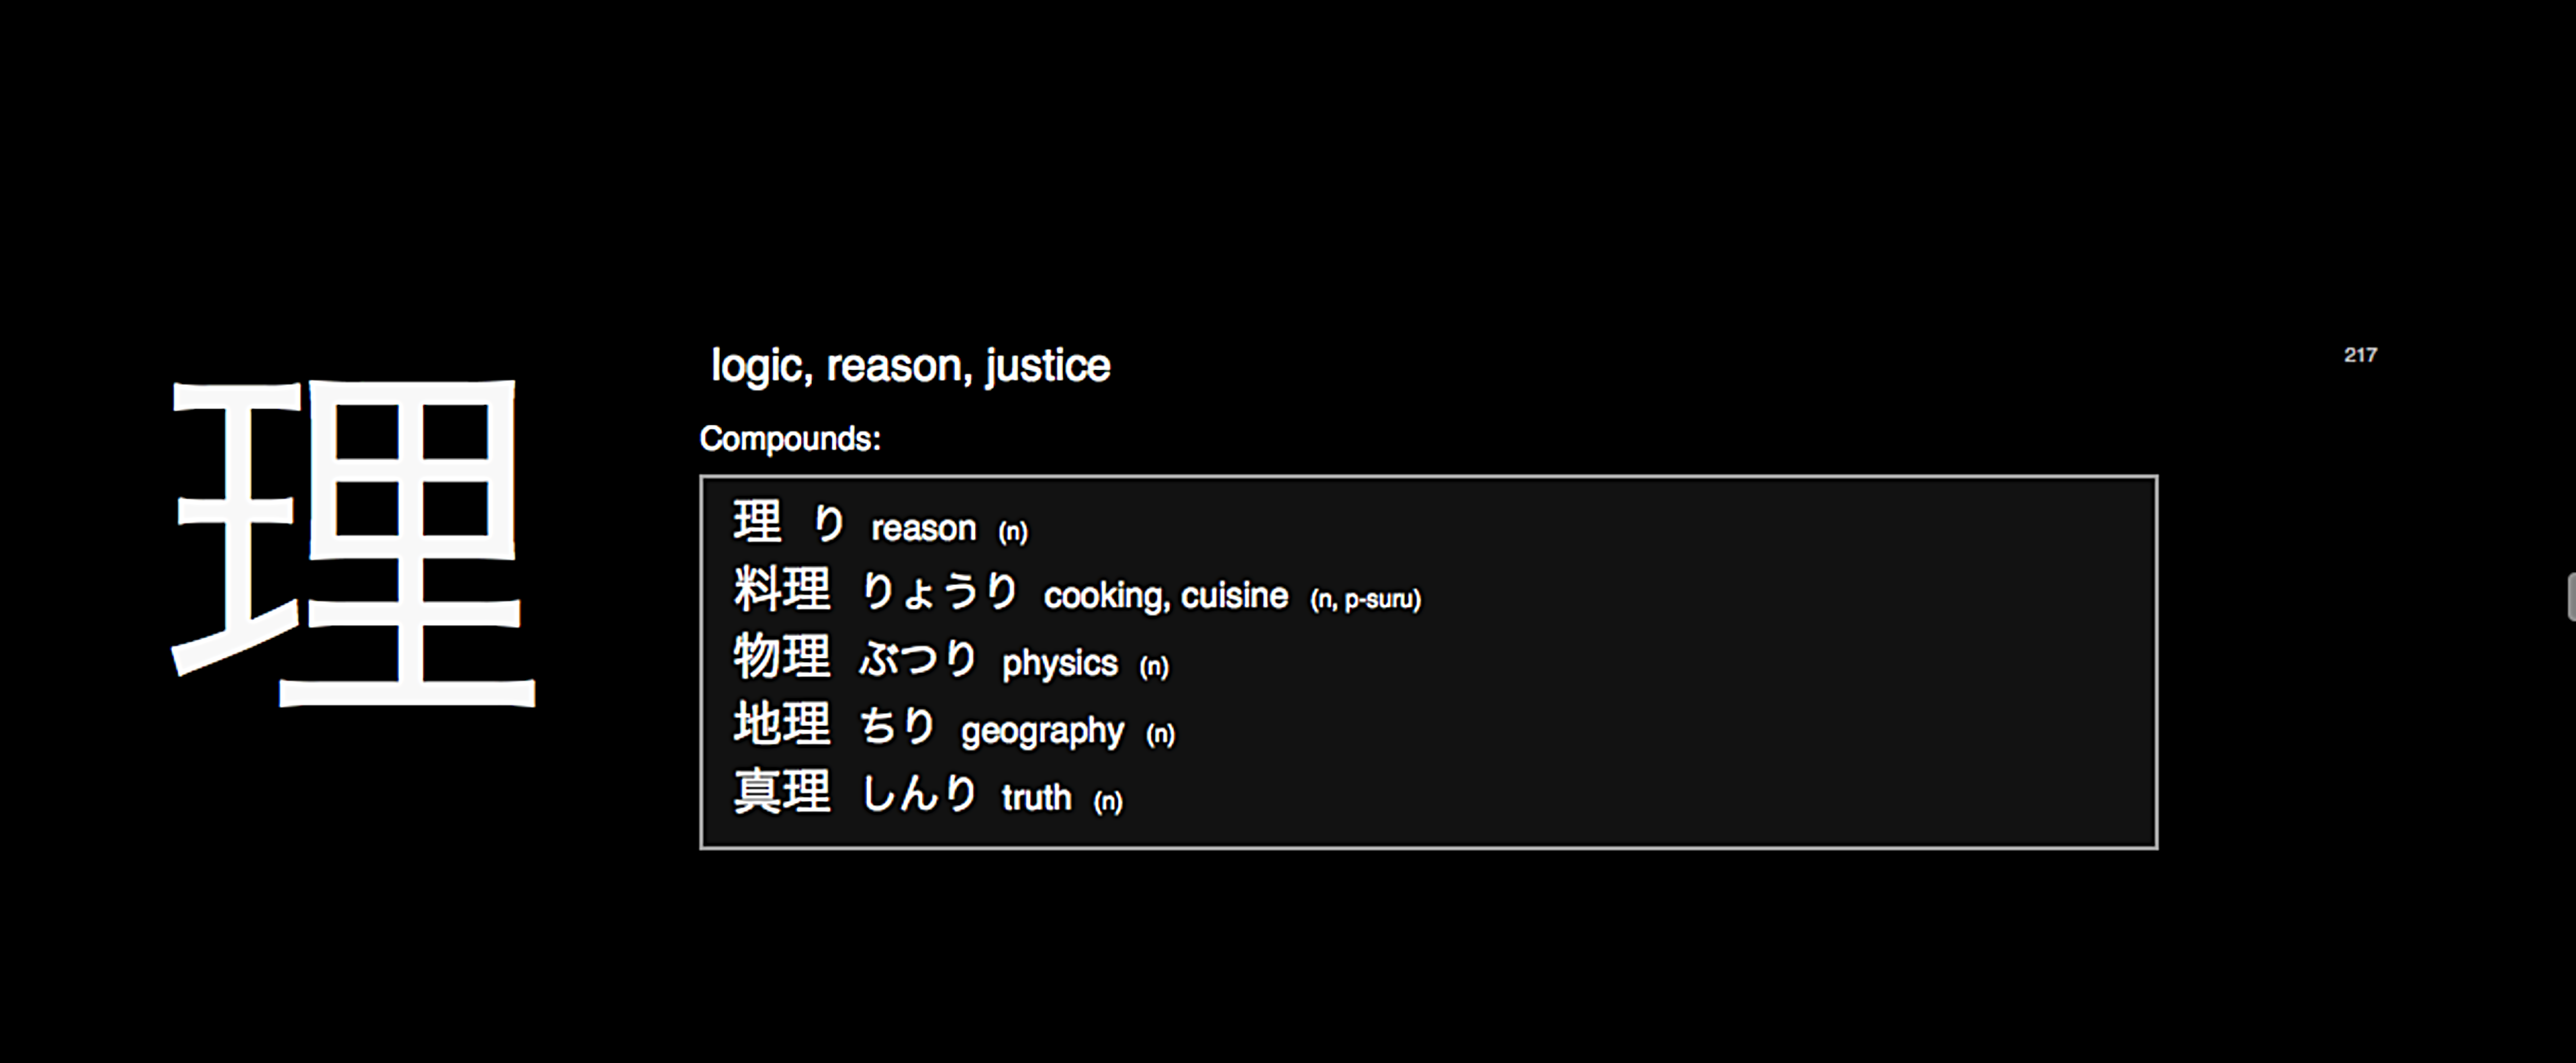 理
logic, reason, justice
217
Compounds:
理 り reason (n)
料理 りょうり cooking, cuisine (n, p-suru)
物理 ぶつり physics (n)
地理 ちり geography (n)
真理 しんり truth (n)